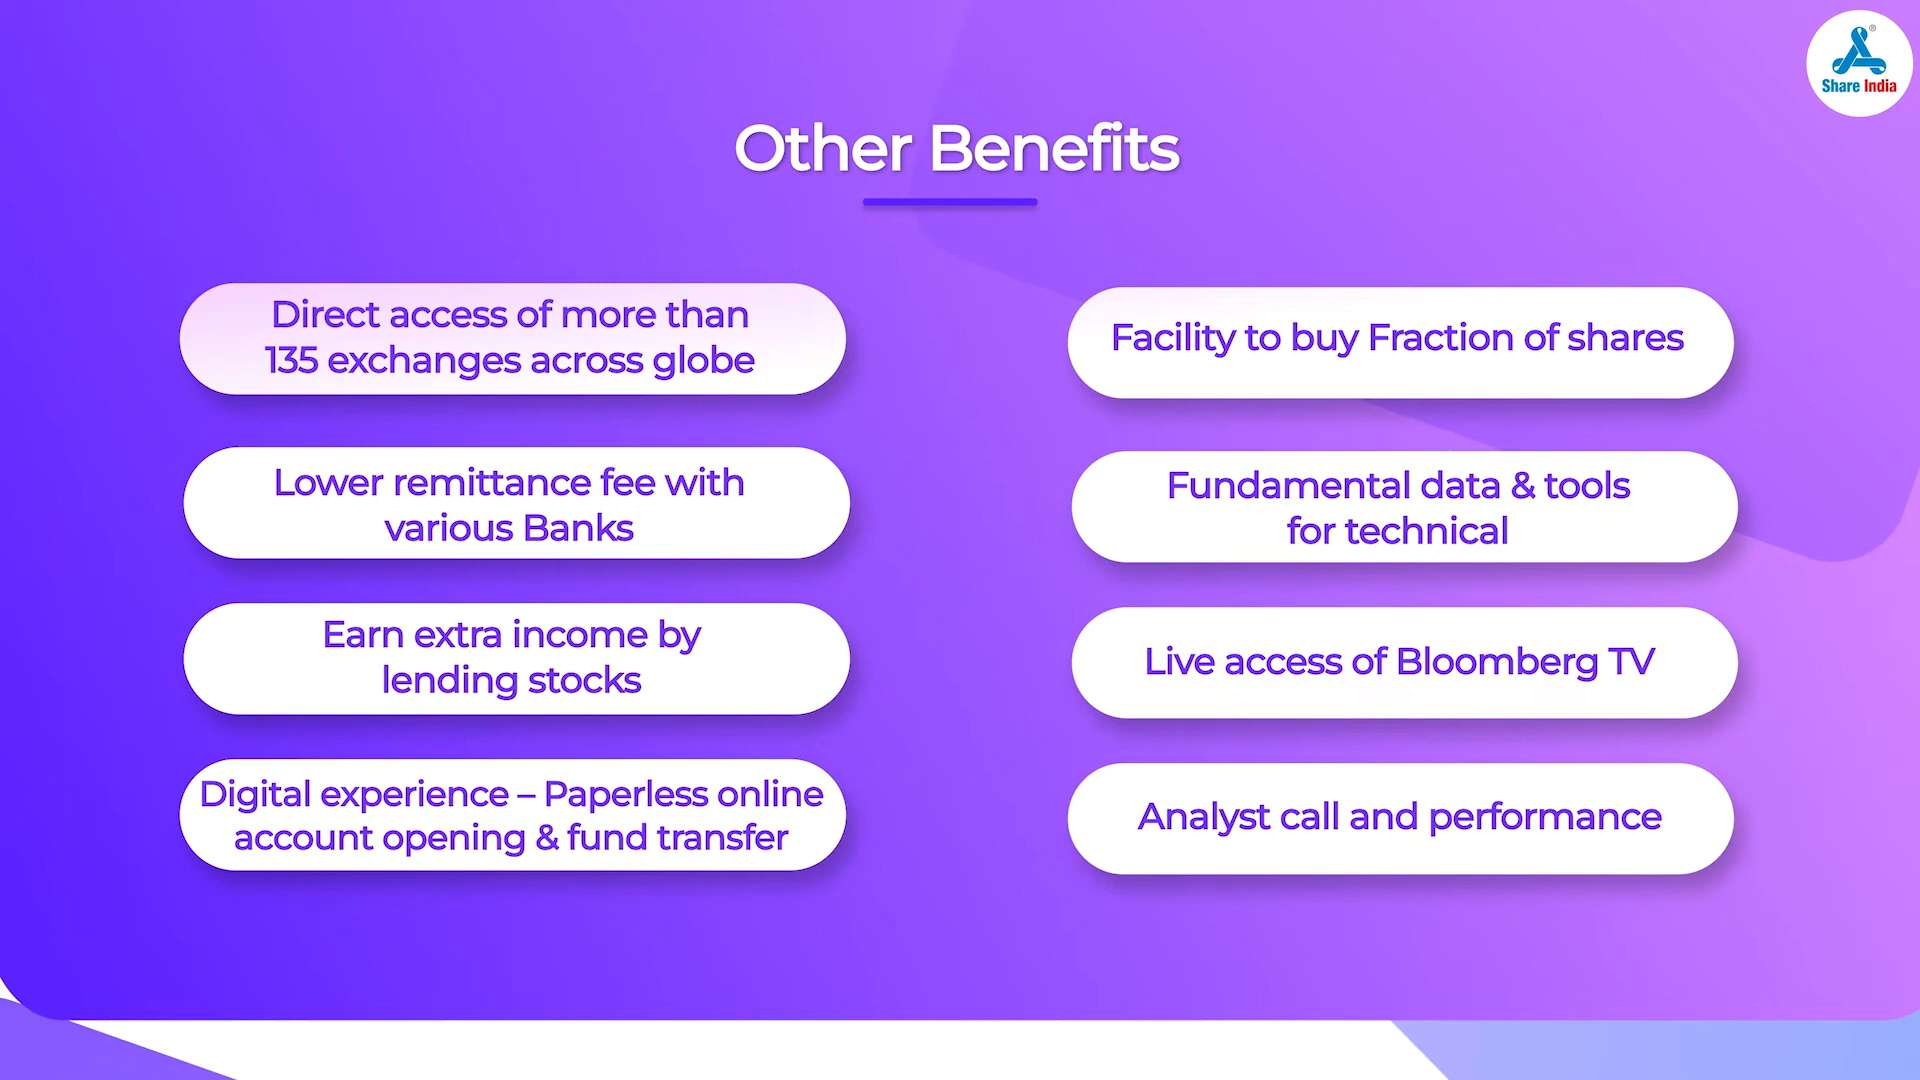 Share India
Other Benefits
Direct access of more than
135 exchanges across globe
Lower remittance fee with
various Banks
Earn extra income by
lending stocks
Digital experience – Paperless online
account opening & fund transfer
Facility to buy Fraction of shares
Fundamental data & tools
for technical
Live access of Bloomberg TV
Analyst call and performance